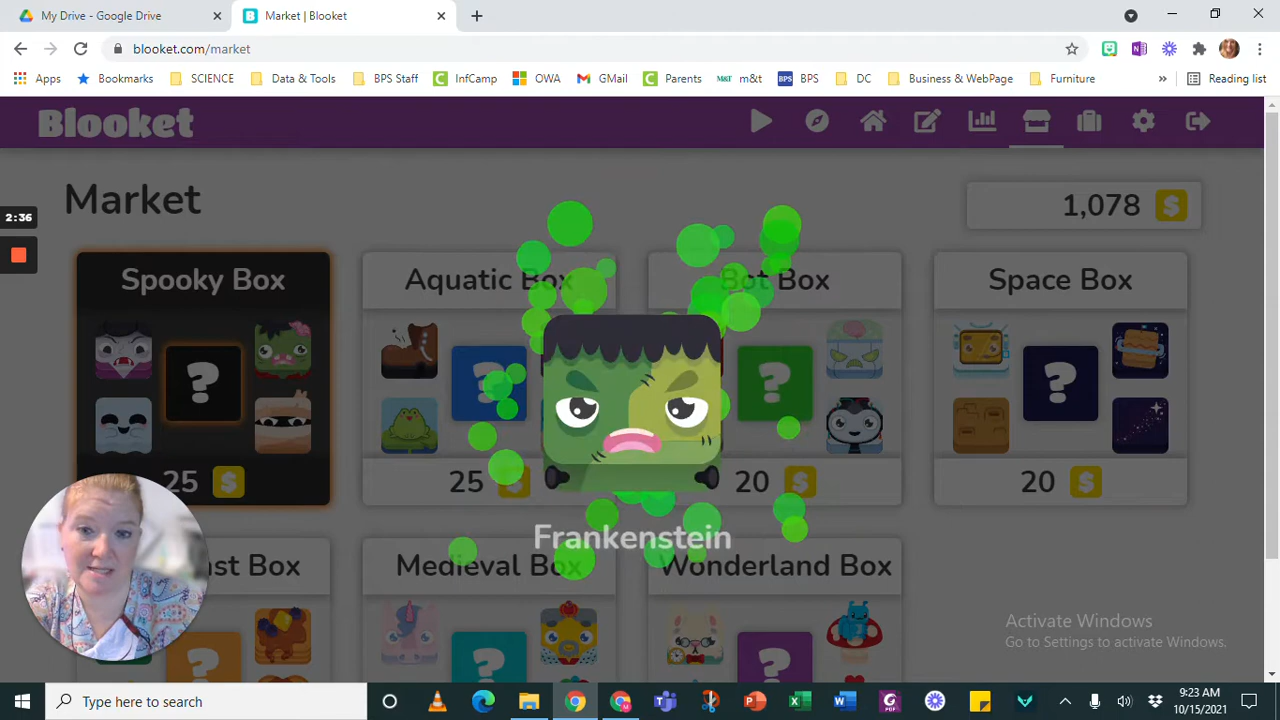 My Drive - Google Drive
Market | Blooket
blooket.com/market
Apps Bookmarks SCIENCE Data & Tools BPS Staff InfCamp OWA GMail Parents m&t BPS DC Business & WebPage Furniture » Reading list
Blooket
Market
1,078
2:36
Spooky Box
Aquatic Box
Bot Box
Space Box
25
25
20
20
Frankenstein
ast Box
Medieval Box
Wonderland Box
Activate Windows
Go to Settings to activate Windows.
Type here to search
9:23 AM
10/15/2021